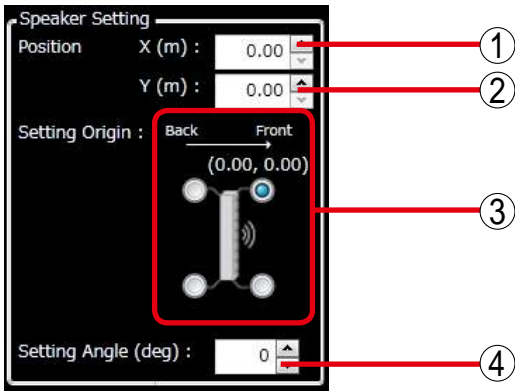 Speaker Setting
Position X (m) : 0.00 ①
Y (m) : 0.00 ②
Setting Origin : Back Front
(0.00, 0.00)
③
Setting Angle (deg) : 0 ④